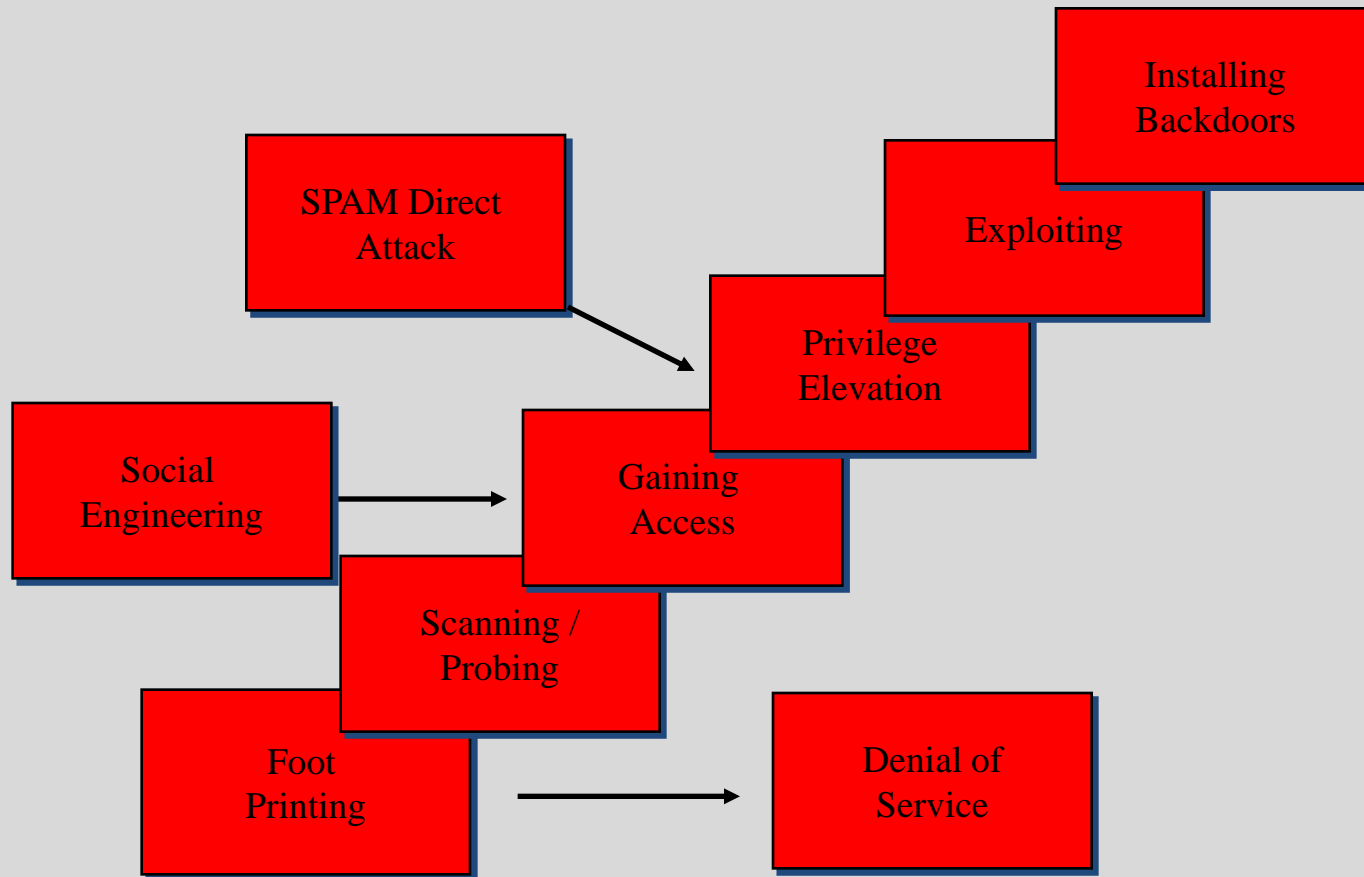 Installing
Backdoors
SPAM Direct
Attack
Exploiting
Privilege
Elevation
Social
Engineering
Gaining
Access
Scanning /
Probing
Foot
Printing
Denial of
Service